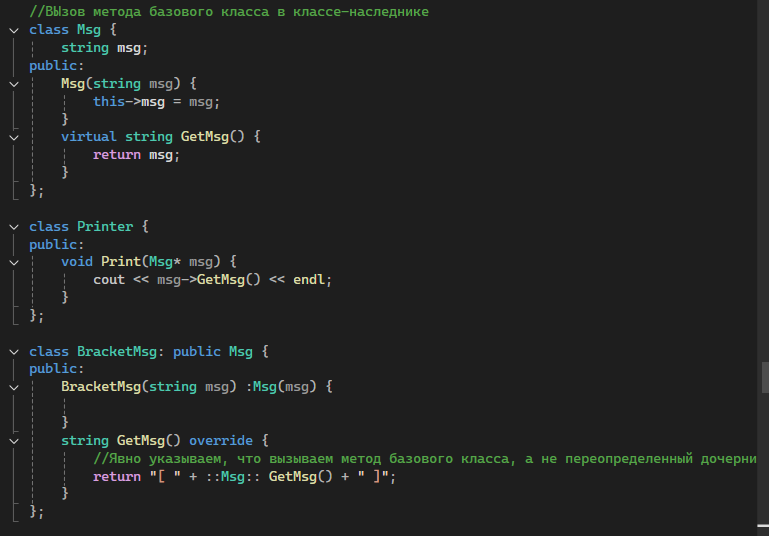 //ВЫзов метода базового класса в классе-наследнике
class Msg {
string msg;
public:
Msg(string msg) {
this->msg = msg;
}
virtual string GetMsg() {
return msg;
}
};
class Printer {
public:
void Print(Msg* msg) {
cout << msg->GetMsg() << endl;
}
};
class BracketMsg: public Msg {
public:
BracketMsg(string msg) :Msg(msg) {
}
string GetMsg() override {
//Явно указываем, что вызываем метод базового класса, а не переопределенный дочерни
return "[ " + ::Msg:: GetMsg() + " ]";
}
};